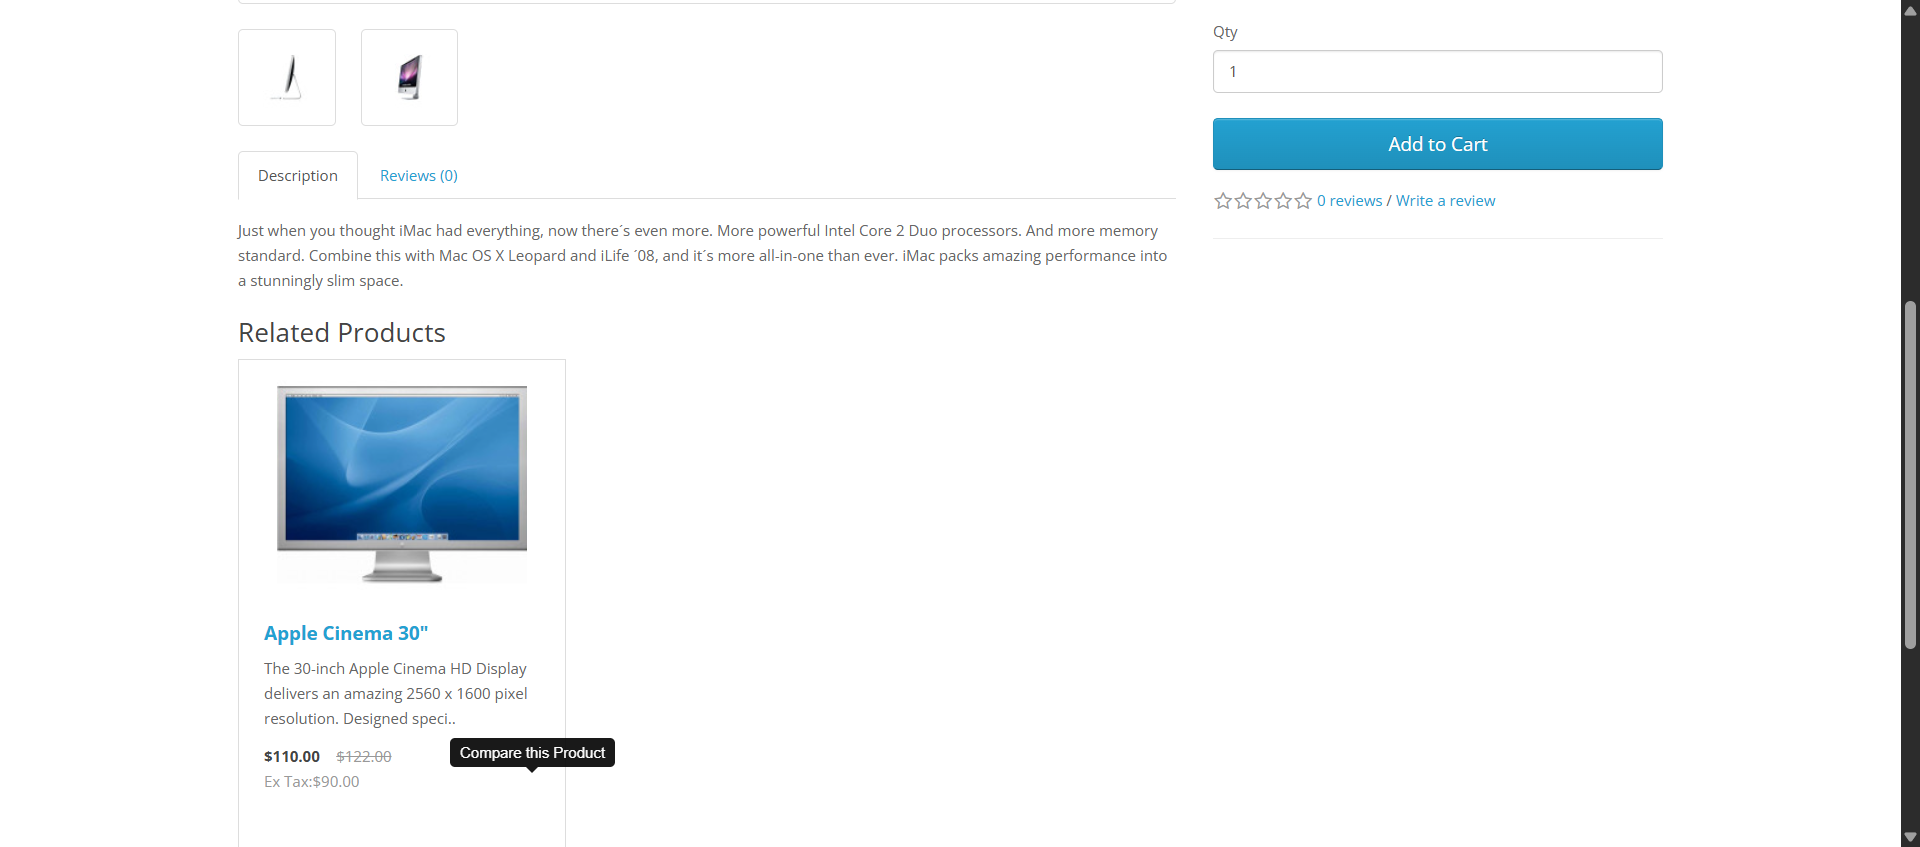 Qty
1
Add to Cart
0 reviews / Write a review
Description
Reviews (0)
Just when you thought iMac had everything, now there´s even more. More powerful Intel Core 2 Duo processors. And more memory
standard. Combine this with Mac OS X Leopard and iLife ´08, and it´s more all-in-one than ever. iMac packs amazing performance into
a stunningly slim space.
Related Products
Apple Cinema 30"
The 30-inch Apple Cinema HD Display
delivers an amazing 2560 x 1600 pixel
resolution. Designed speci..
$110.00 $122.00
Compare this Product
Ex Tax:$90.00